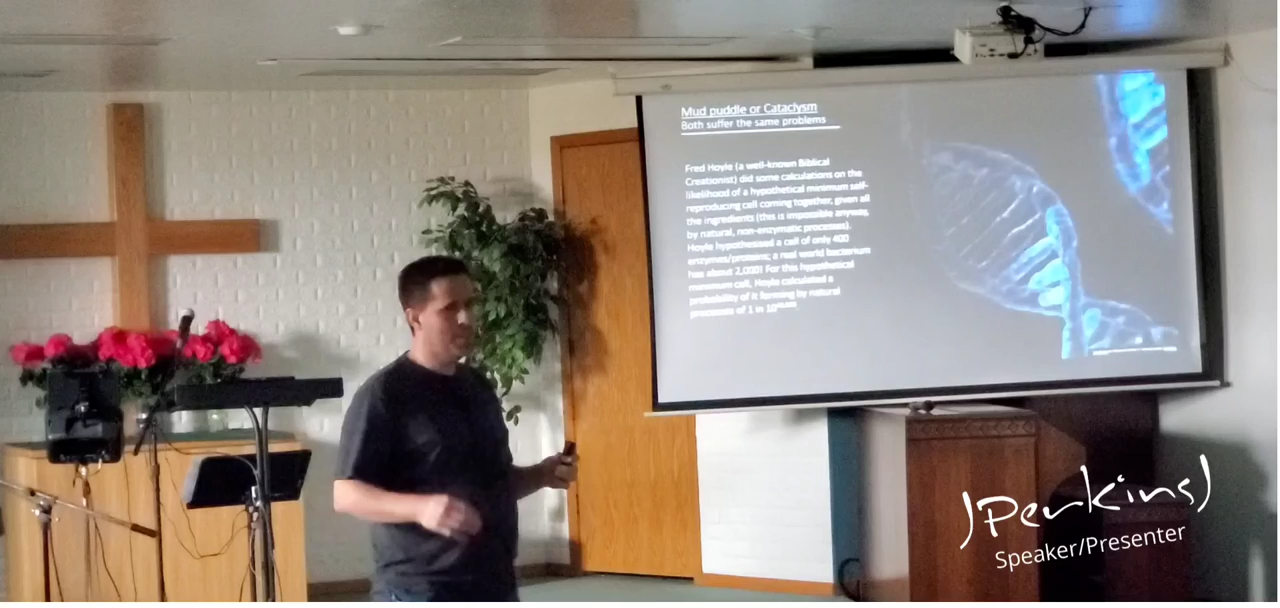 Mud puddle or Cataclysm
Both suffer the same problems
Fred Hoyle (a well-known Biblical
Creationist) did some calculations on the
likelihood of a hypothetical minimum self-
reproducing cell coming together, given all
the ingredients (this is impossible anyway,
by natural, non-enzymatic processes).
Hoyle hypothesised a cell of only 400
enzymes/proteins; a real world bacterium
has about 2,000! For this hypothetical
minimum cell, Hoyle calculated a
probability of it forming by natural
processes of 1 in 10
JPerkins
Speaker/Presenter